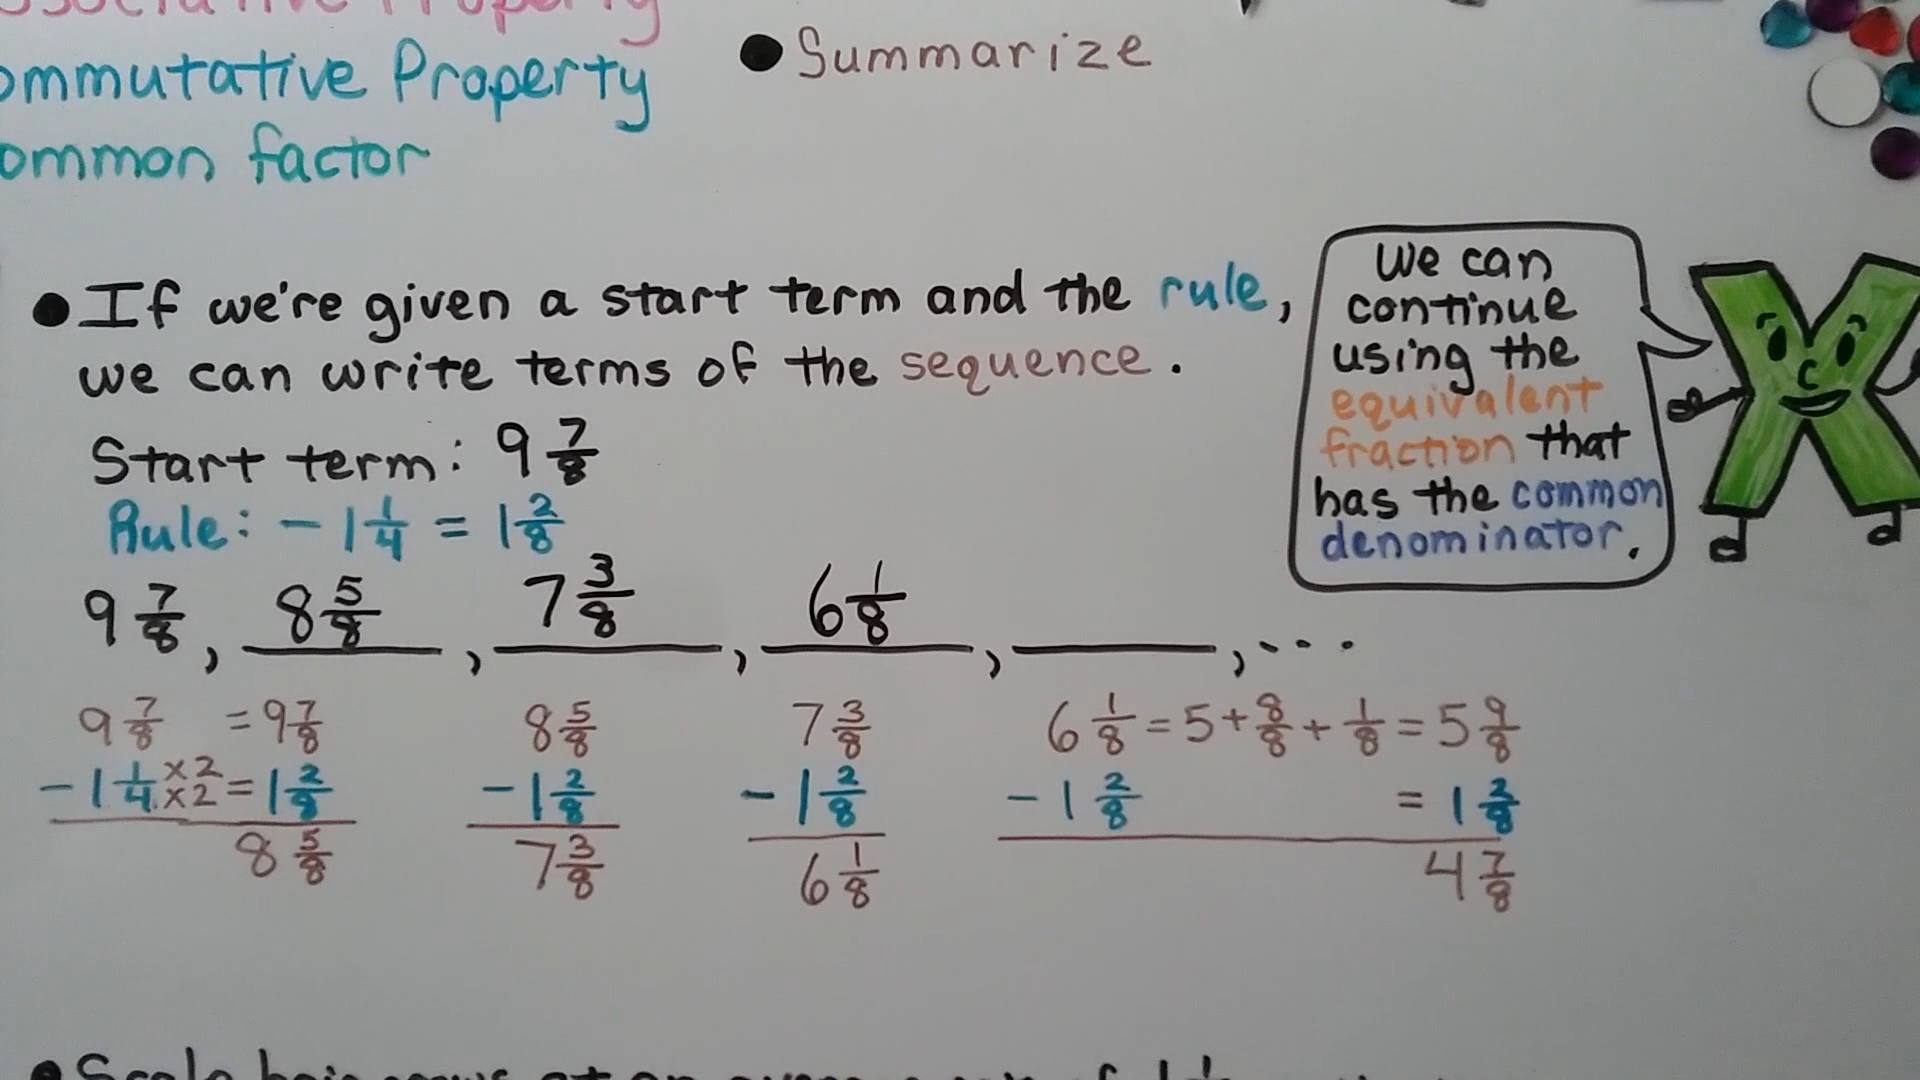 ommutative Property
ommon factor
● Summarize
● If we're given a start term and the rule,
we can write terms of the sequence.
Start term: 9 7/8
Rule: - 1 1/4 = 1 2/8
9 7/8, 8 5/8, 7 3/8, 6 1/8, ____, ...
9 7/8 = 9 7/8
- 1 1/4 ×2 ×2 = 1 2/8
8 5/8
8 5/8
- 1 2/8
7 3/8
7 3/8
- 1 2/8
6 1/8
6 1/8 = 5 + 8/8 + 1/8 = 5 9/8
- 1 2/8 = 1 2/8
4 7/8
We can
continue
using the
equivalent
fraction that
has the common
denominator.